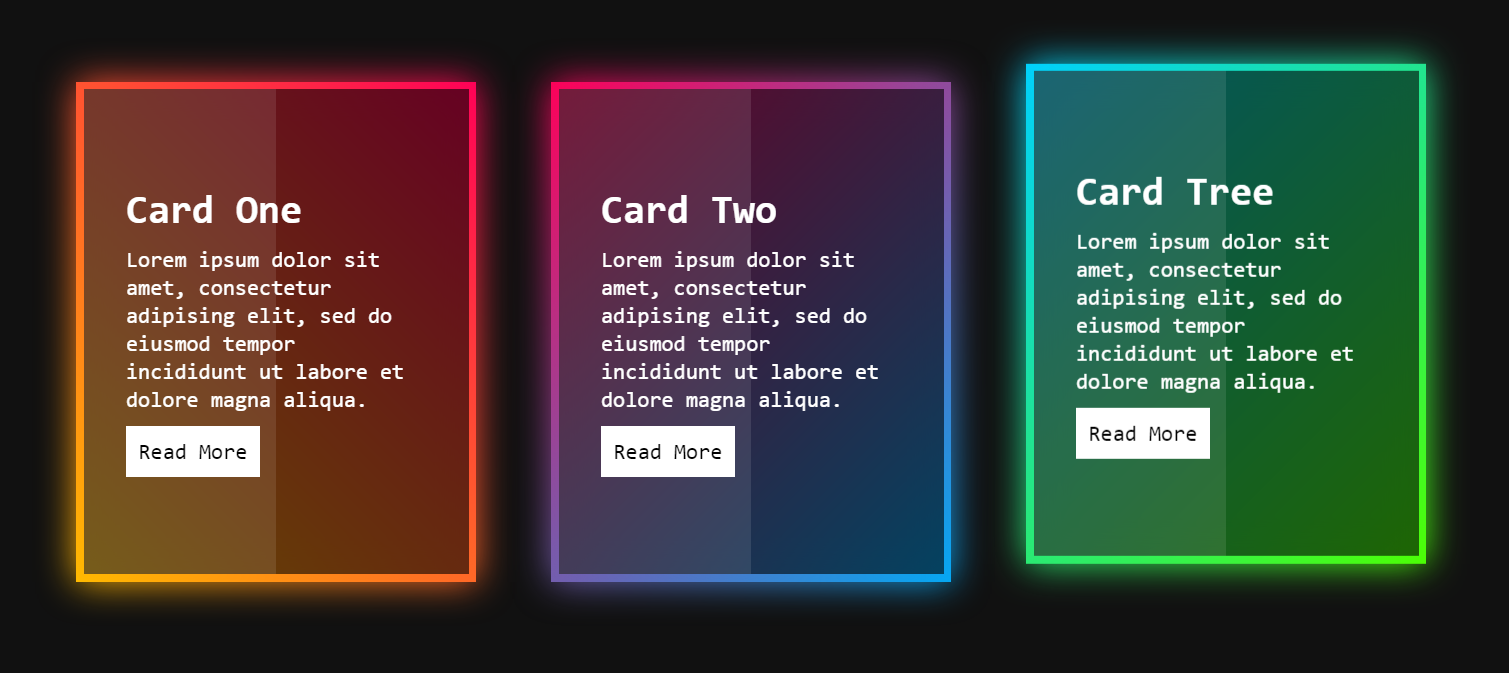 Card One
Lorem ipsum dolor sit
amet, consectetur
adipising elit, sed do
eiusmod tempor
incididunt ut labore et
dolore magna aliqua.
Read More
Card Two
Lorem ipsum dolor sit
amet, consectetur
adipising elit, sed do
eiusmod tempor
incididunt ut labore et
dolore magna aliqua.
Read More
Card Tree
Lorem ipsum dolor sit
amet, consectetur
adipising elit, sed do
eiusmod tempor
incididunt ut labore et
dolore magna aliqua.
Read More